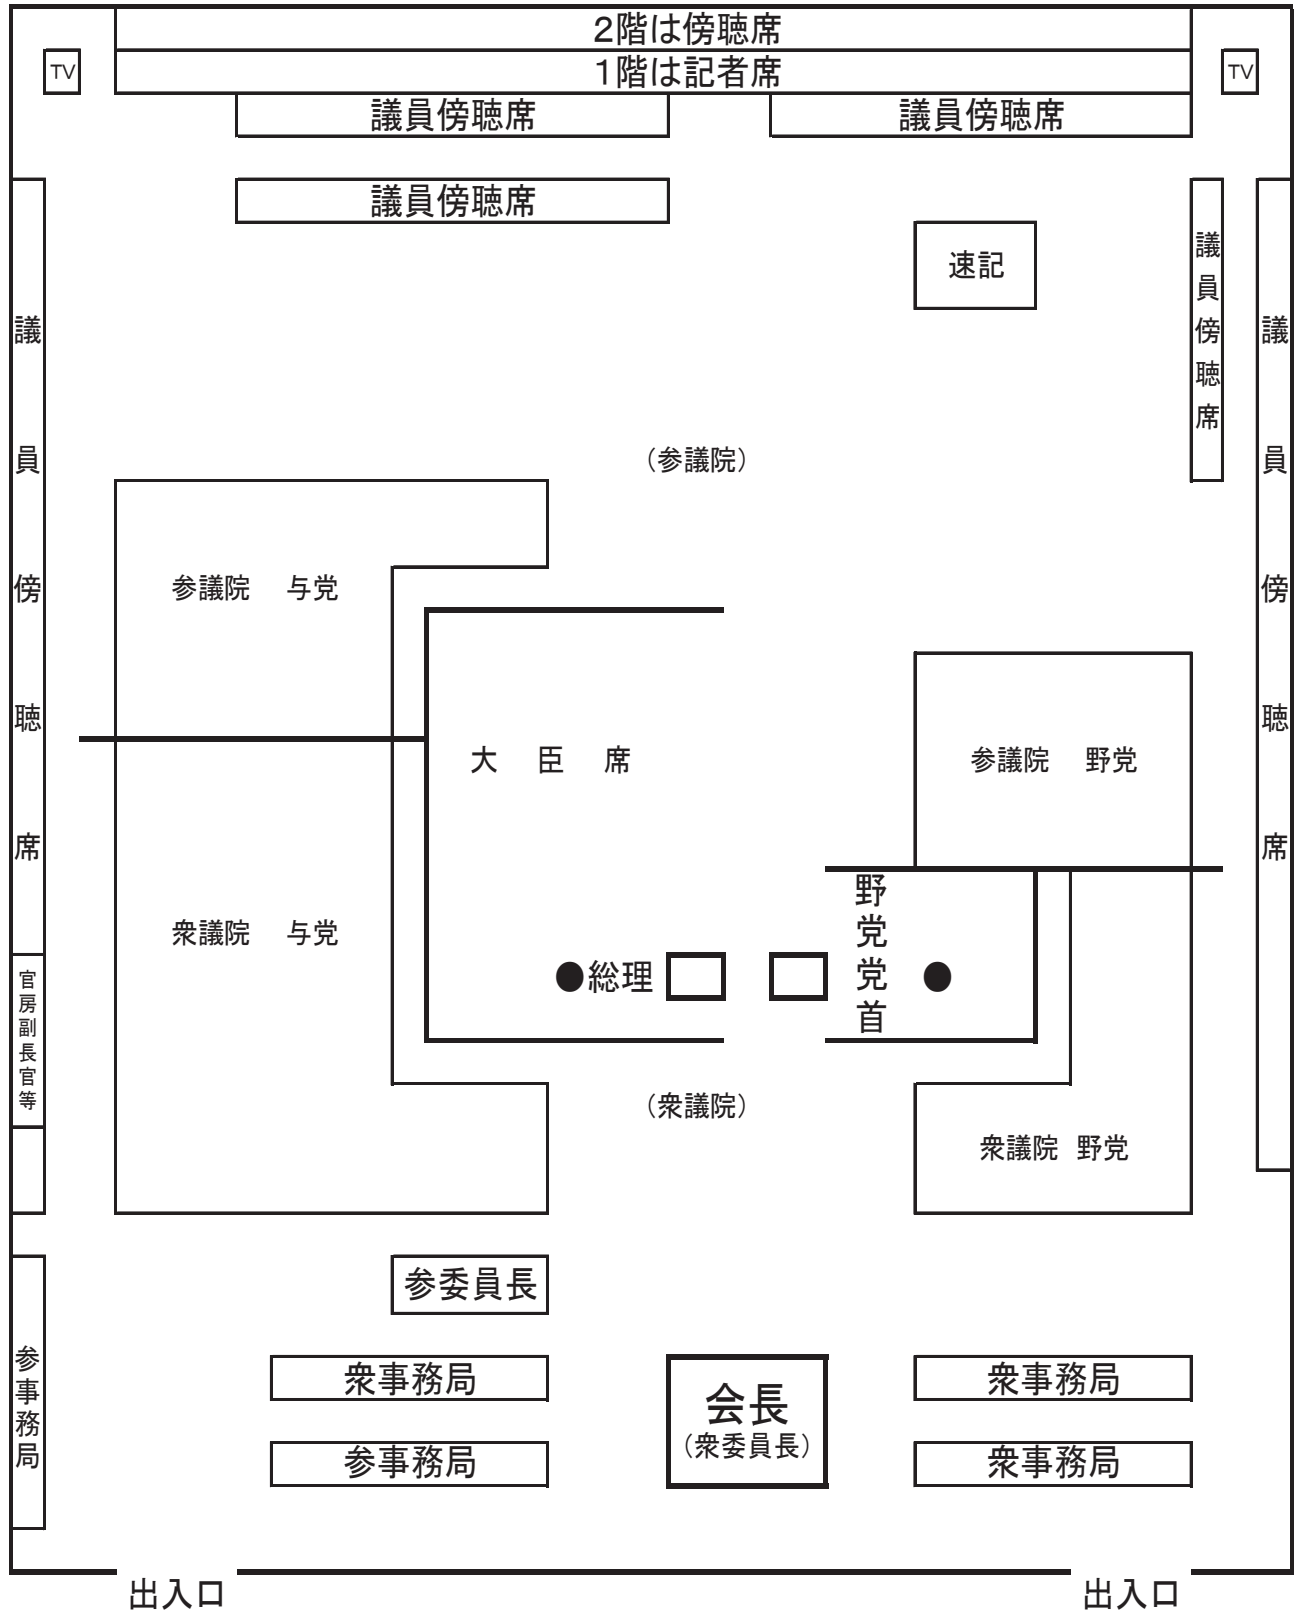 2階は傍聴席
TV
1階は記者席
TV
議員傍聴席
議員傍聴席
議員傍聴席
速記
議員傍聴席
議員傍聴席
議員傍聴席
(参議院)
参議院 与党
大臣席
参議院 野党
衆議院 与党
野党党首
●総理
●
官房副長官等
(衆議院)
衆議院 野党
参委員長
参事務局
衆事務局
会長
(衆委員長)
衆事務局
参事務局
衆事務局
出入口
出入口